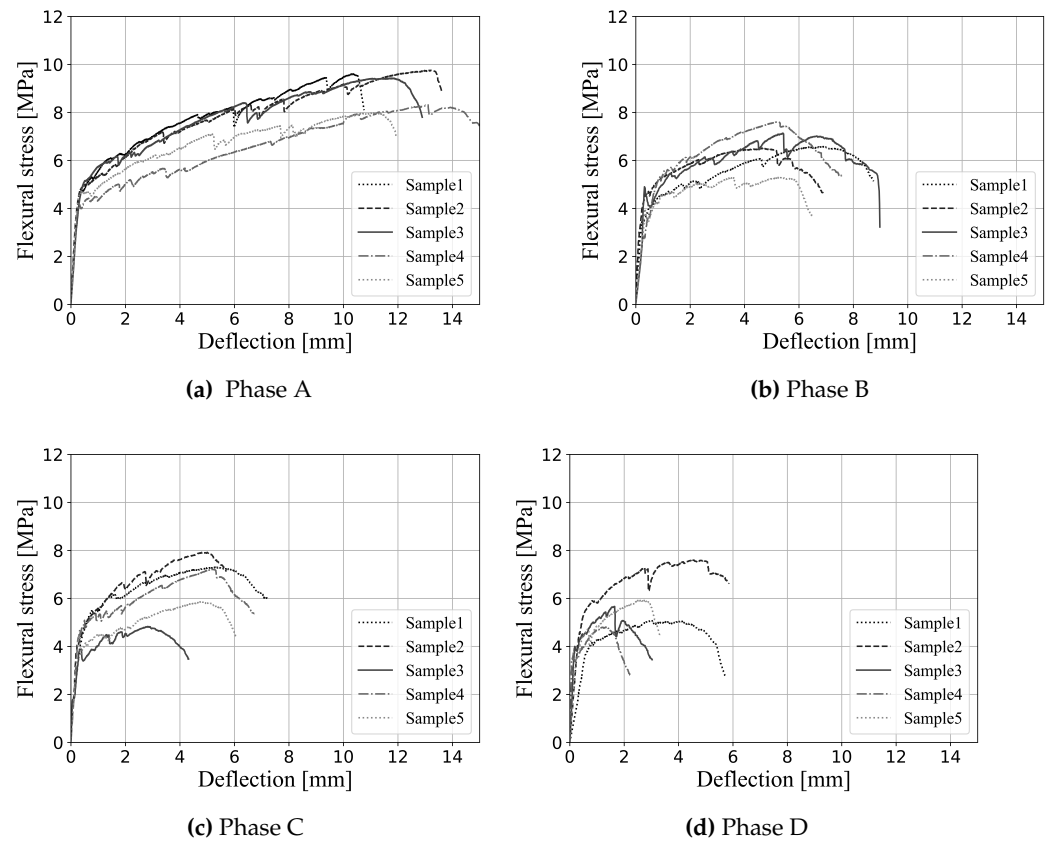 12
10
8
6
4
2
0
Flexural stress [MPa]
0 2 4 6 8 10 12 14
Deflection [mm]
Sample1
Sample2
Sample3
Sample4
Sample5
(a) Phase A
12
10
8
6
4
2
0
Flexural stress [MPa]
0 2 4 6 8 10 12 14
Deflection [mm]
Sample1
Sample2
Sample3
Sample4
Sample5
(b) Phase B
12
10
8
6
4
2
0
Flexural stress [MPa]
0 2 4 6 8 10 12 14
Deflection [mm]
Sample1
Sample2
Sample3
Sample4
Sample5
(c) Phase C
12
10
8
6
4
2
0
Flexural stress [MPa]
0 2 4 6 8 10 12 14
Deflection [mm]
Sample1
Sample2
Sample3
Sample4
Sample5
(d) Phase D